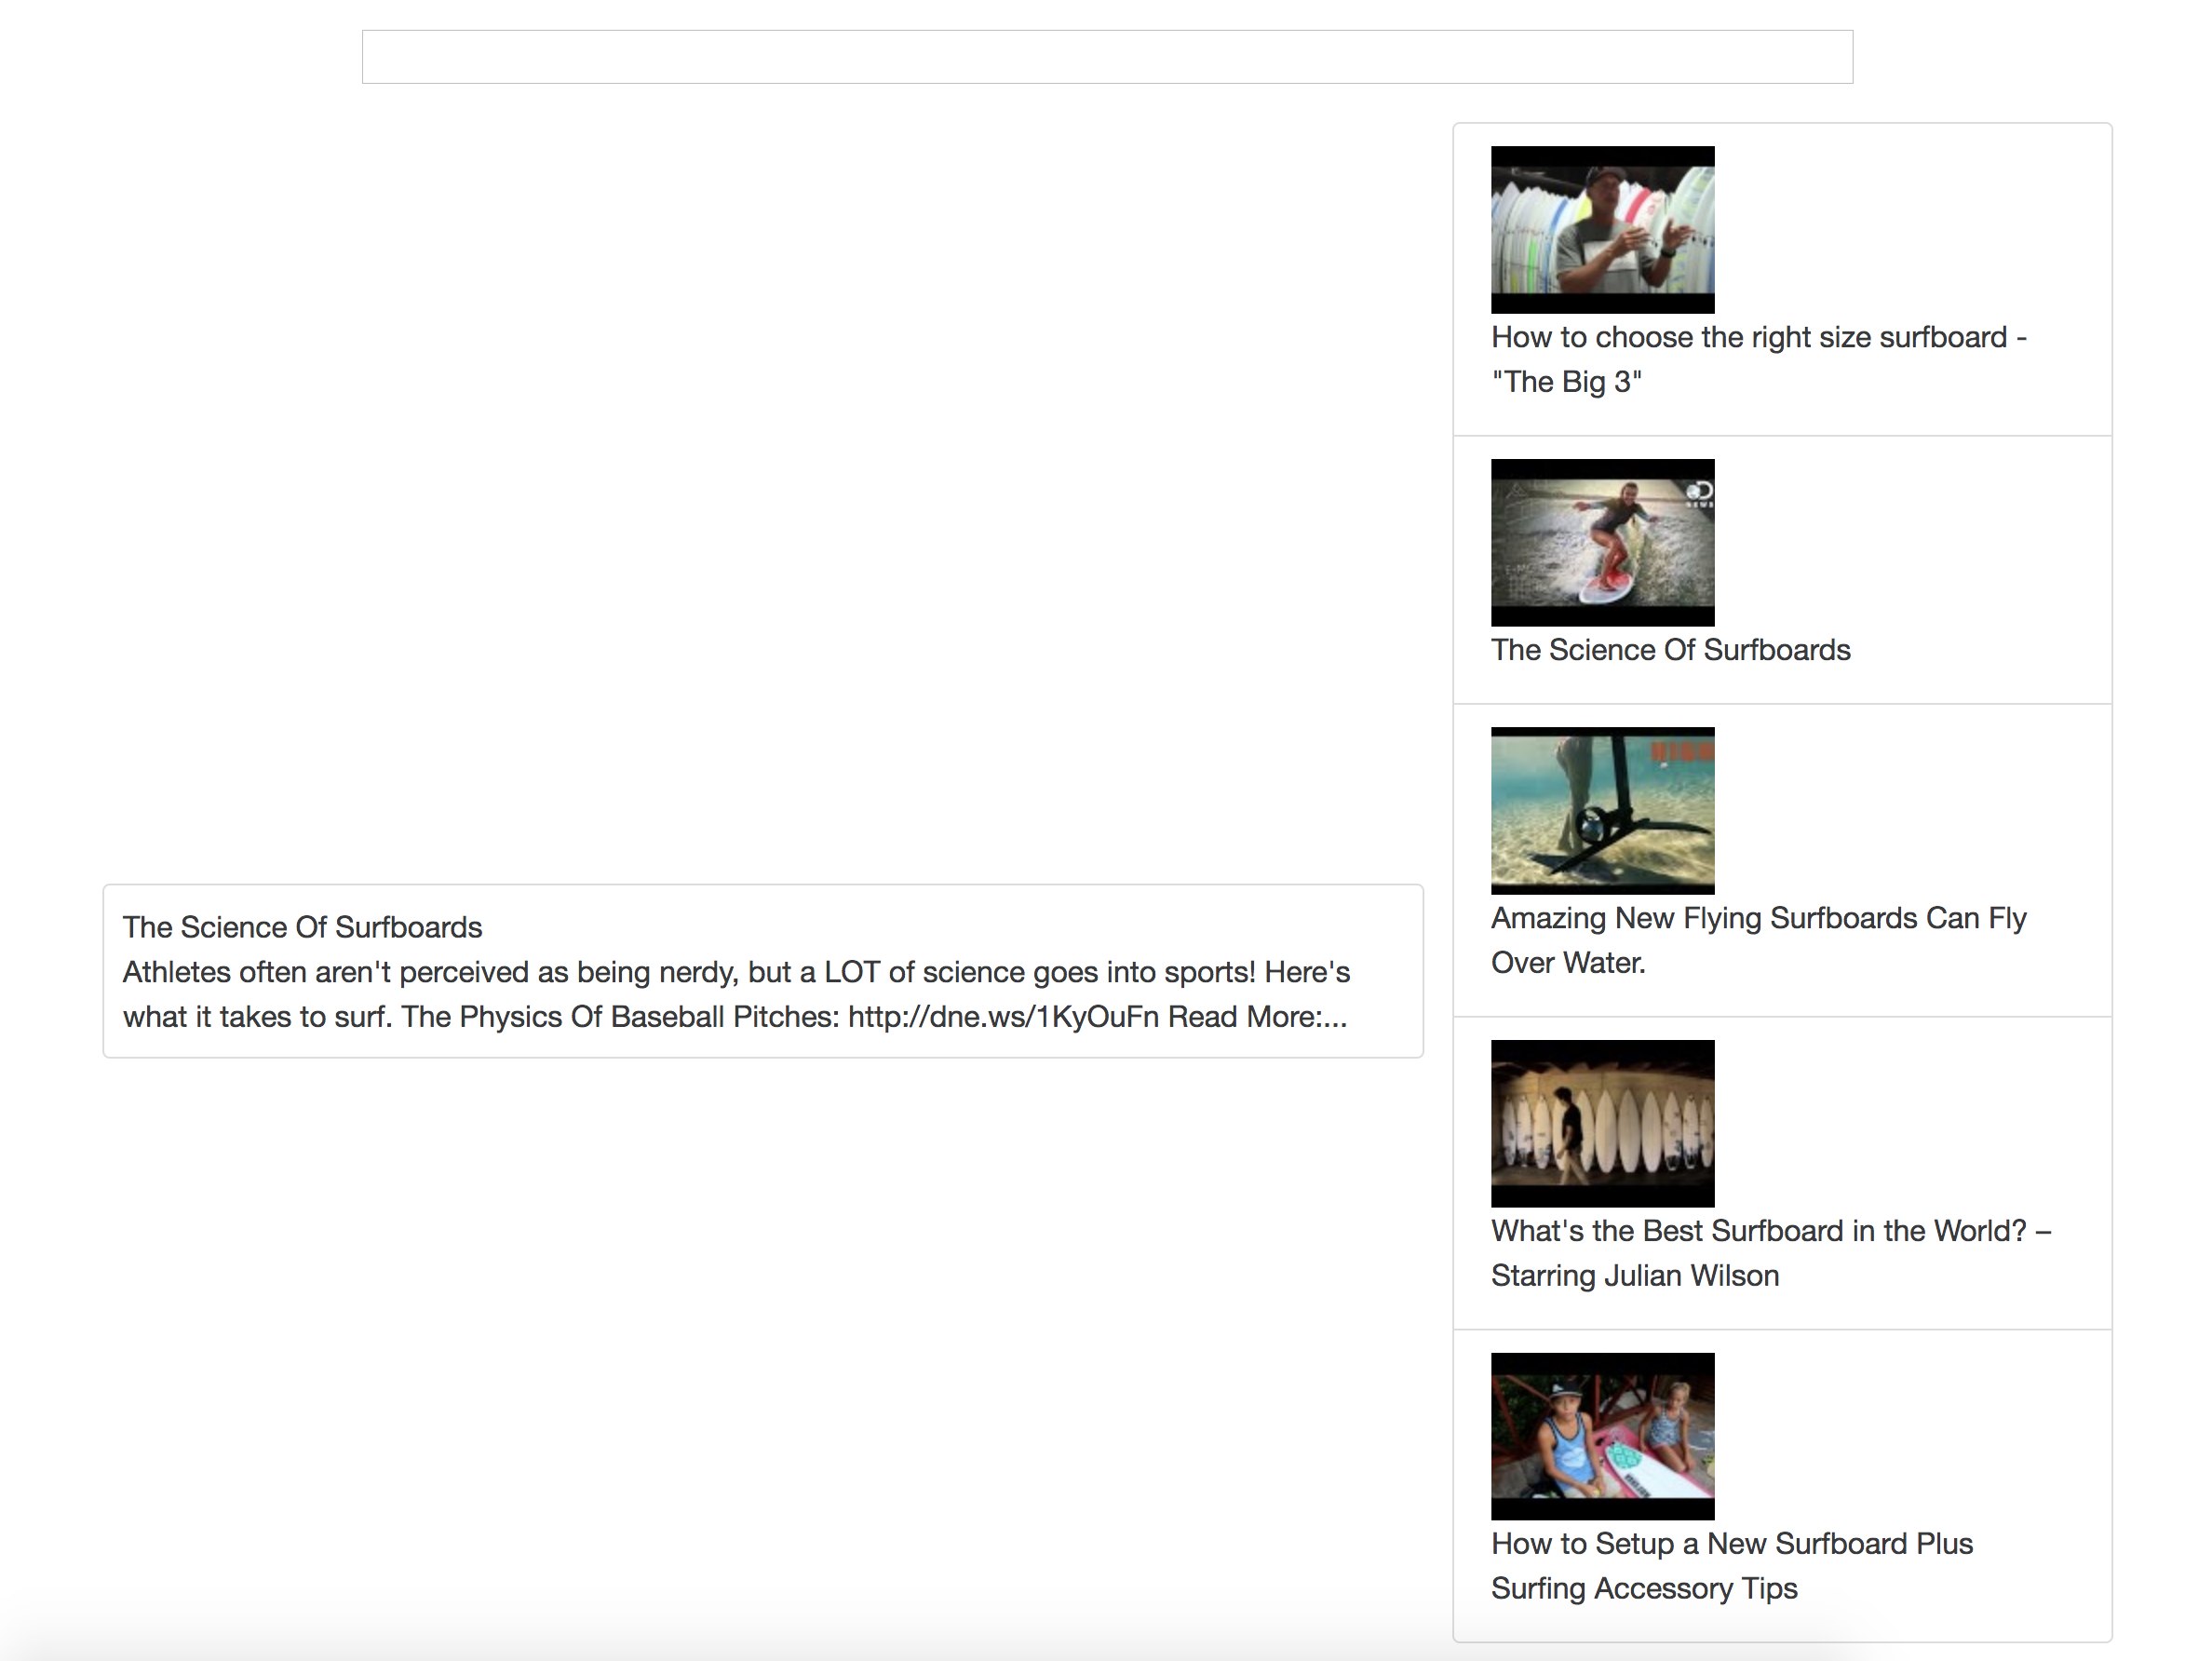 The Science Of Surfboards
Athletes often aren't perceived as being nerdy, but a LOT of science goes into sports! Here's
what it takes to surf. The Physics Of Baseball Pitches: http://dne.ws/1KyOuFn Read More:...
How to choose the right size surfboard -
"The Big 3"
The Science Of Surfboards
Amazing New Flying Surfboards Can Fly
Over Water.
What's the Best Surfboard in the World? –
Starring Julian Wilson
How to Setup a New Surfboard Plus
Surfing Accessory Tips